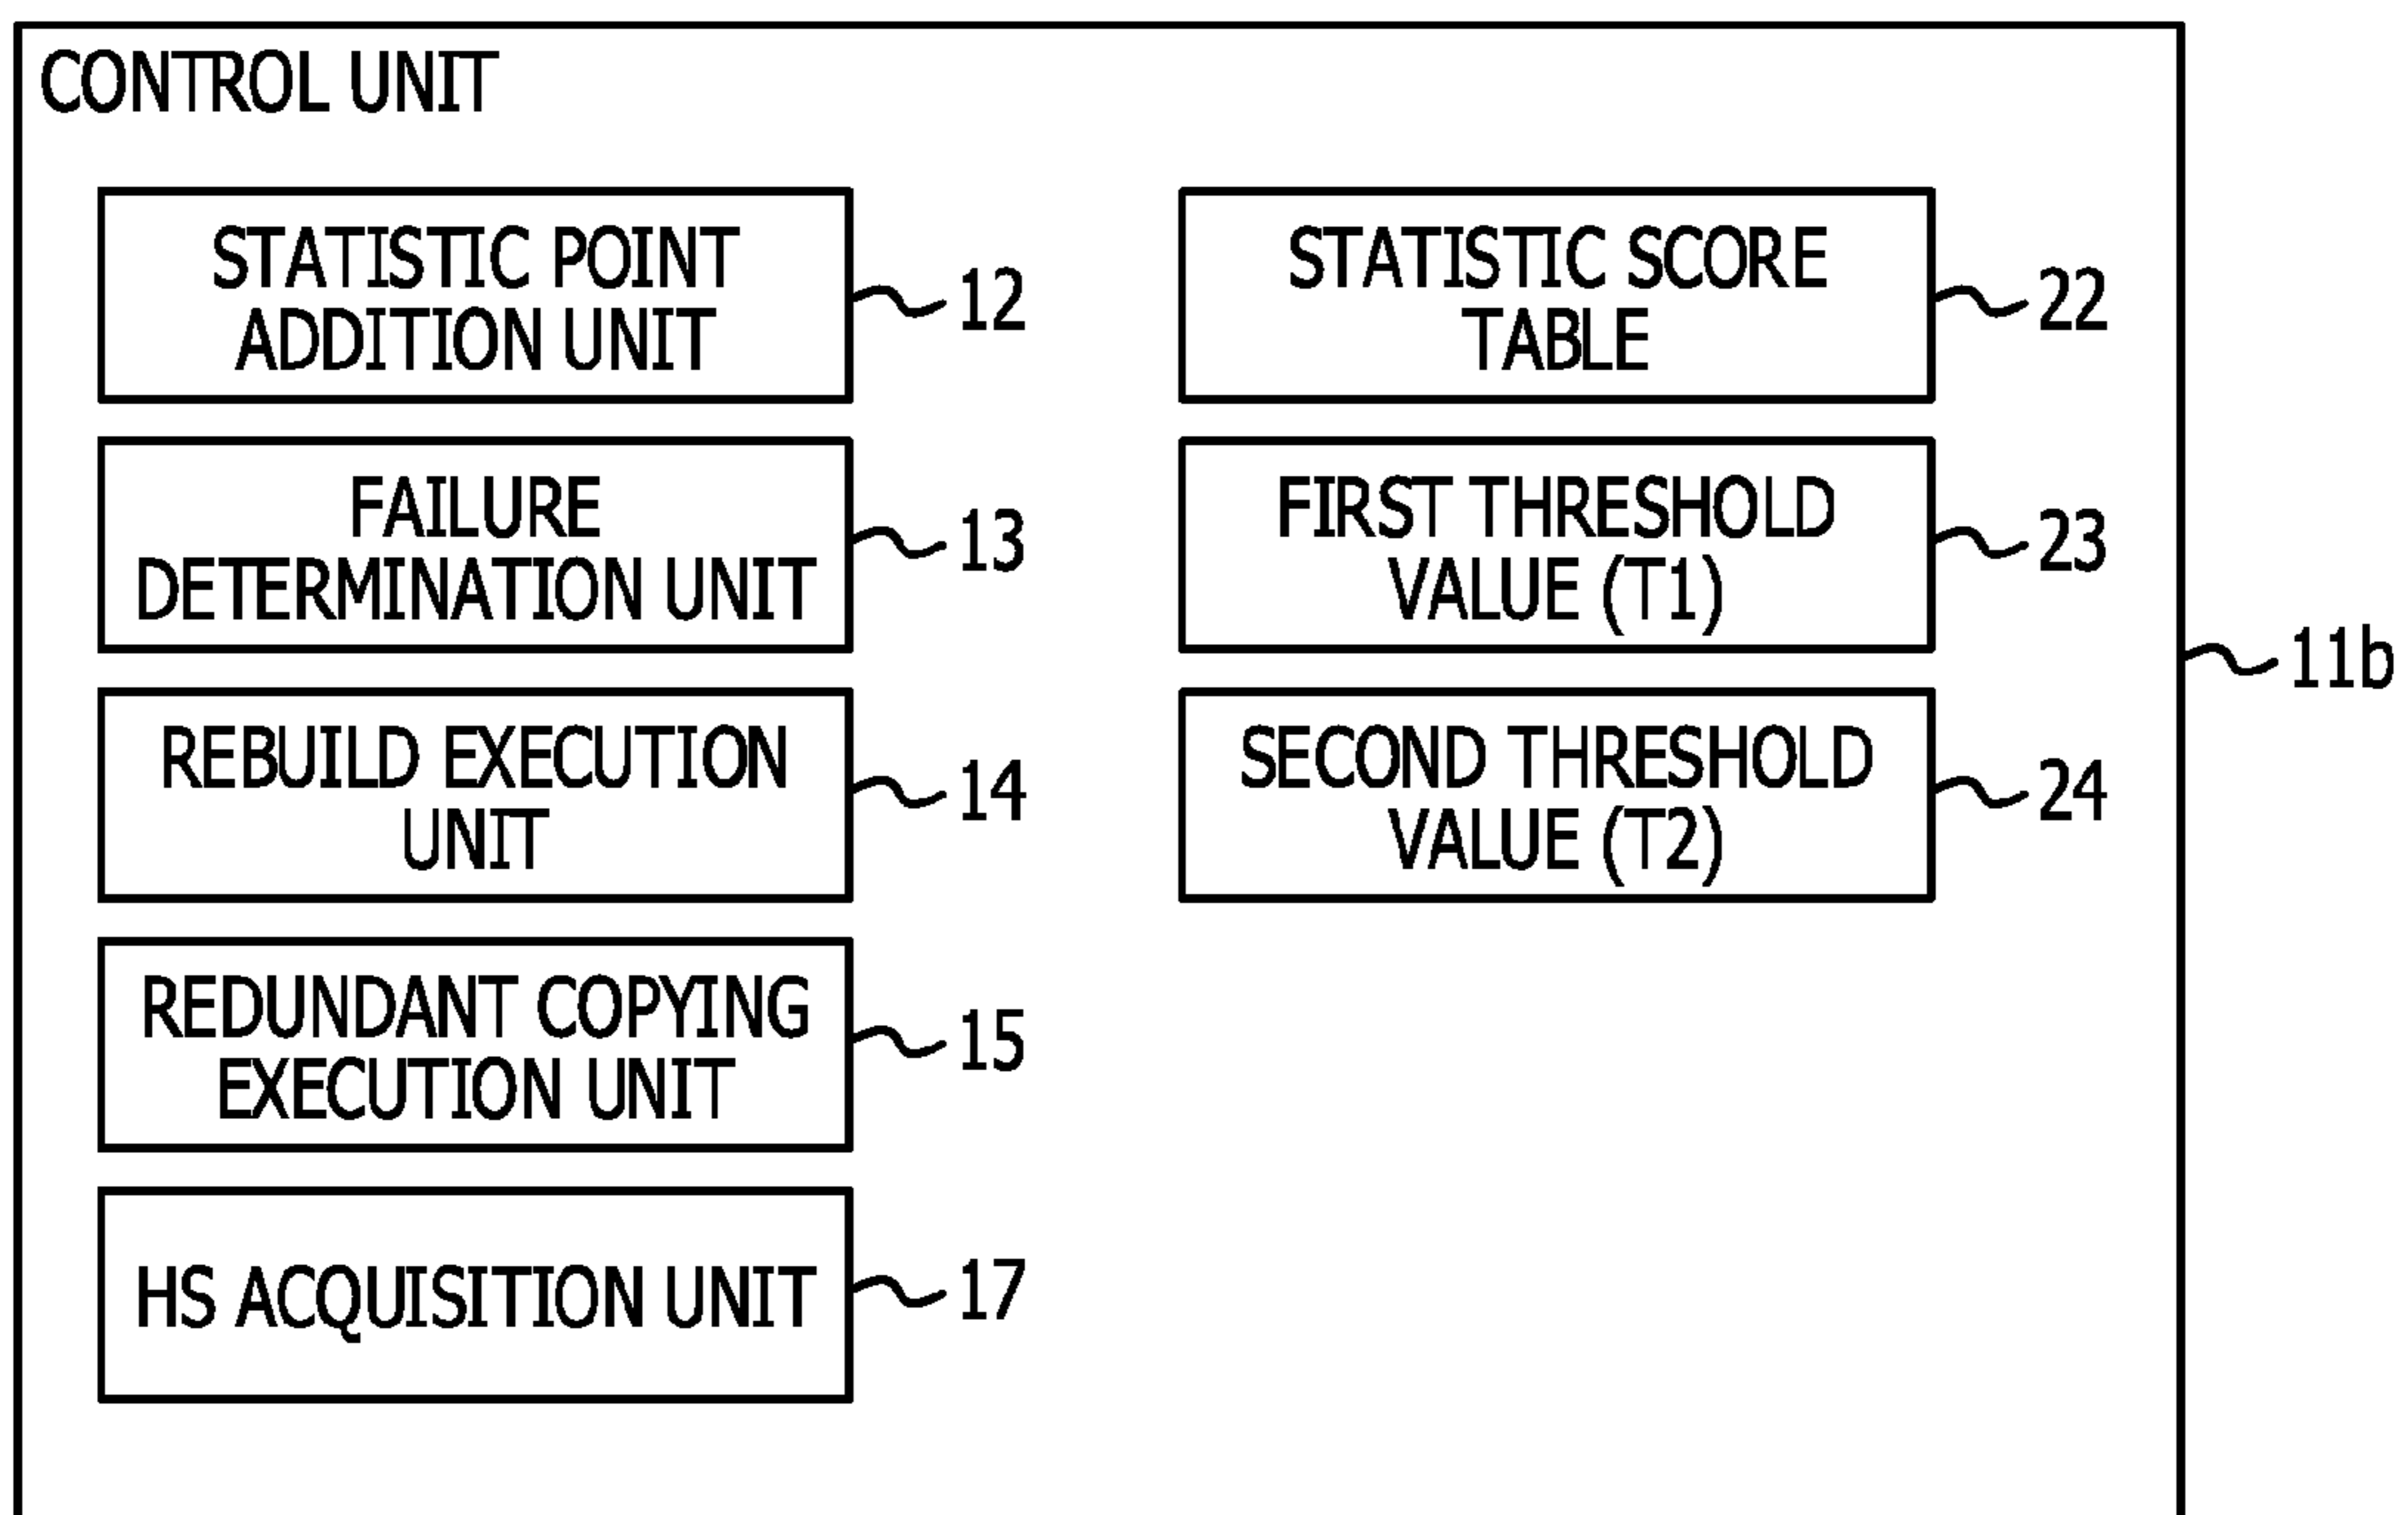 CONTROL UNIT
STATISTIC POINT
ADDITION UNIT
12
FAILURE
DETERMINATION UNIT
13
REBUILD EXECUTION
UNIT
14
REDUNDANT COPYING
EXECUTION UNIT
15
HS ACQUISITION UNIT
17
STATISTIC SCORE
TABLE
22
FIRST THRESHOLD
VALUE (T1)
23
SECOND THRESHOLD
VALUE (T2)
24
11b